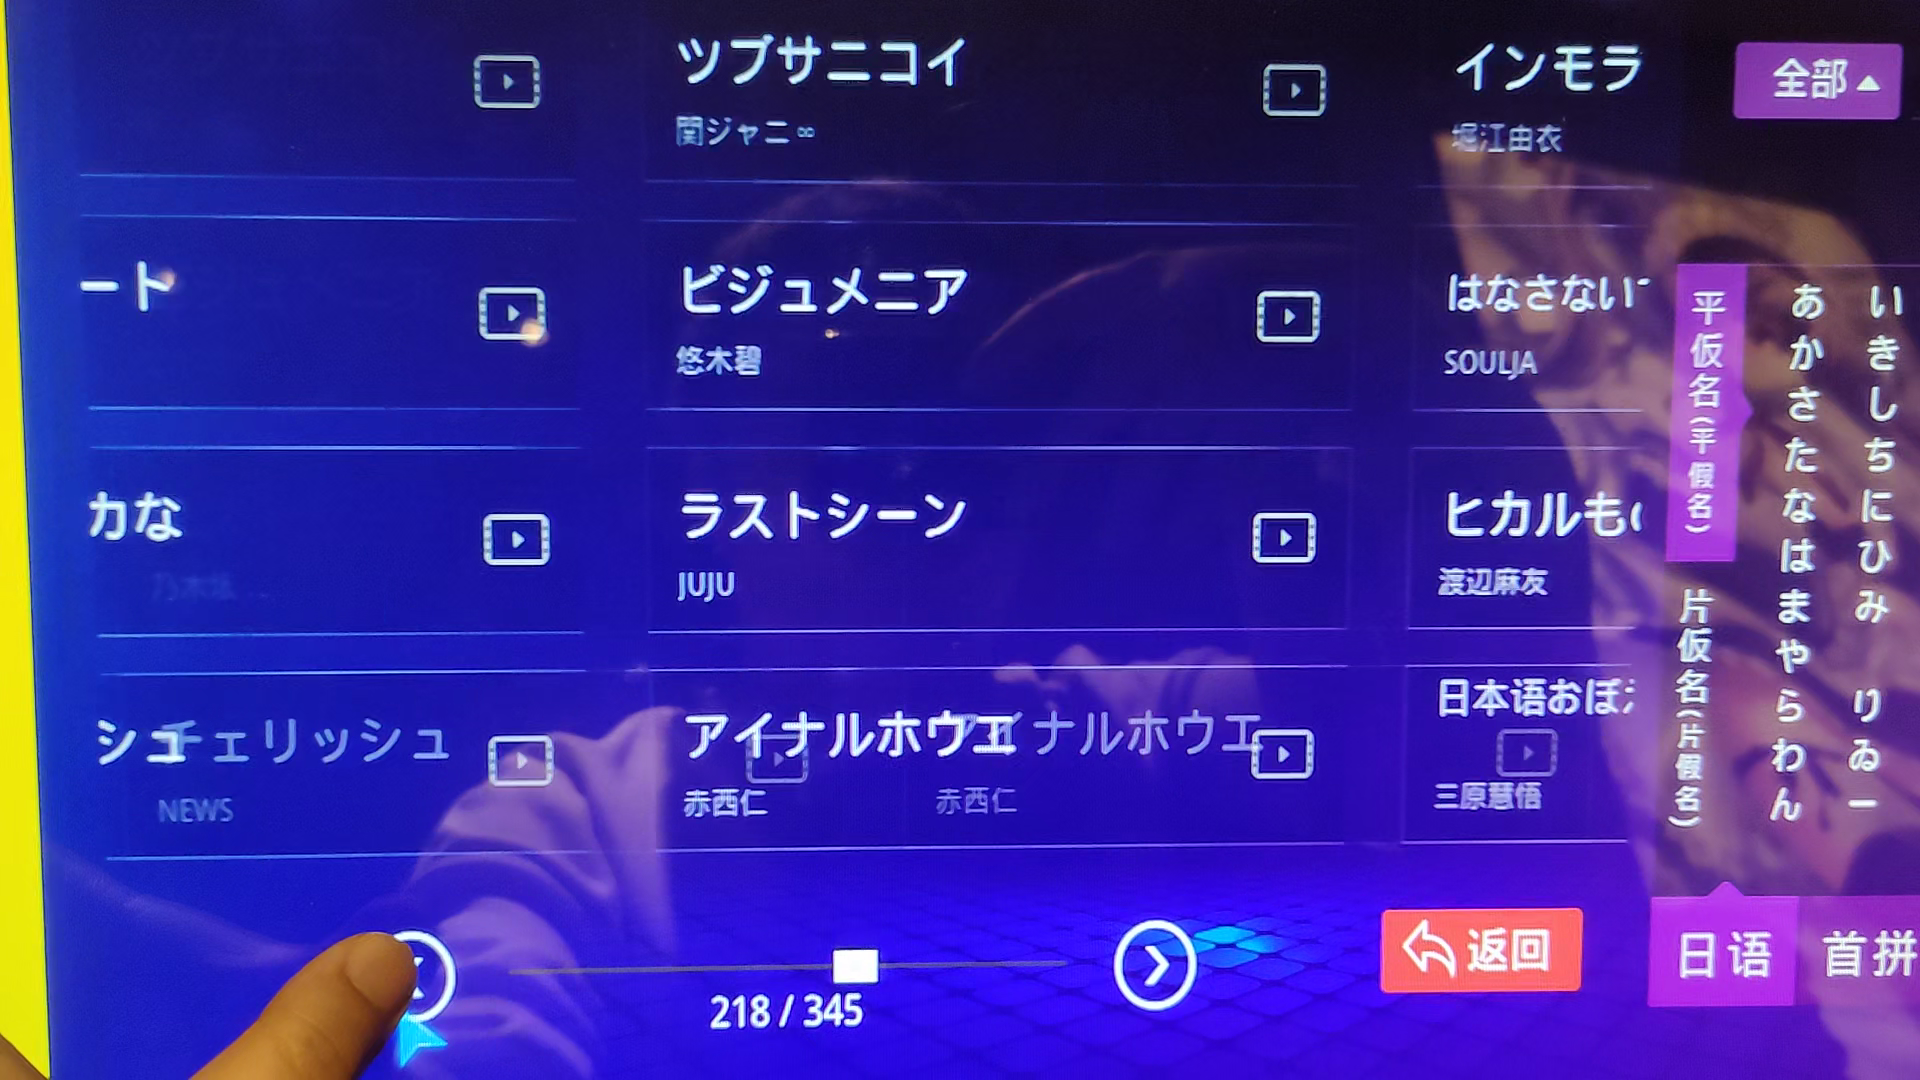 ツブサニコイ
関ジャニ∞
インモラ
堀江由衣
全部
ート
ビジュメニア
悠木碧
はなさない
SOULJA
カな
ラストシーン
JUJU
ヒカルも
渡辺麻友
シュ
チェリッシュ
NEWS
アイナルホウエ
アイナルホウエ
赤西仁
赤西仁
日本语おぼ
三原慧悟
平仮名(平假名)
片仮名(片假名)
あかさたなはまやらわん
いきしちにひみ りゐー
218 / 345
返回
日语
首拼